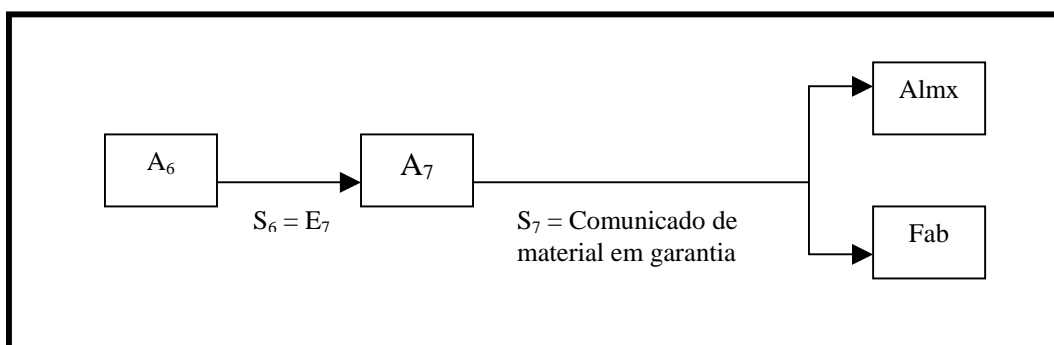 Almx
A₆
A₇
S₆ = E₇
S₇ = Comunicado de
material em garantia
Fab